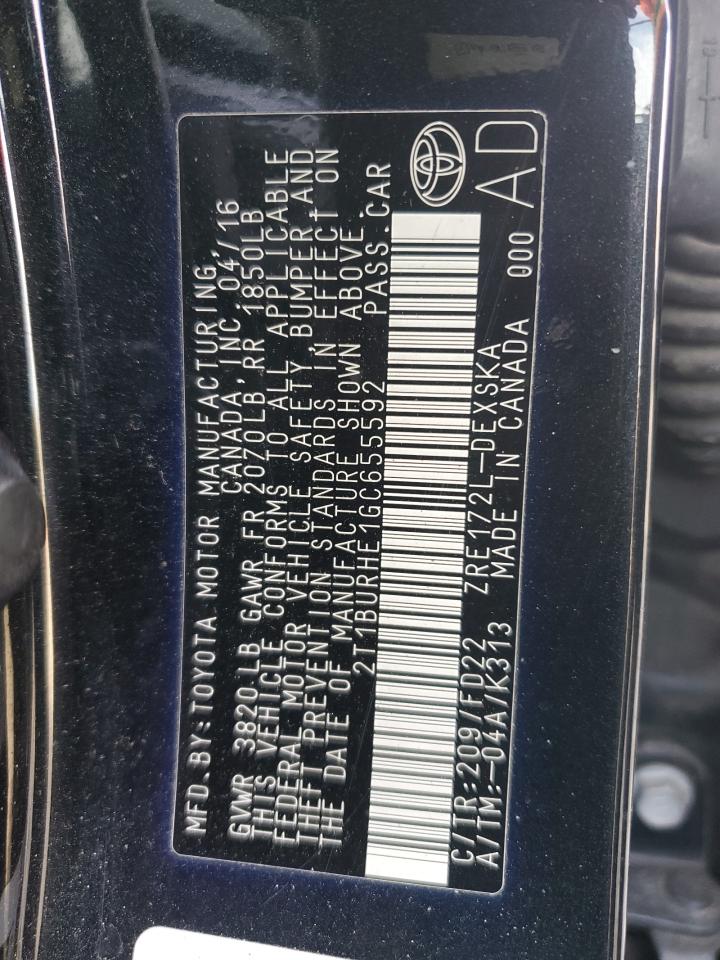 MFD.BY:TOYOTA MOTOR MANUFACTURING
CANADA,INC.04/16
GVWR 3820LB GAWR FR 2070LB,RR 1850LB
THIS VEHICLE CONFORMS TO ALL APPLICABLE
FEDERAL MOTOR VEHICLE SAFETY, BUMPER, AND
THEFT PREVENTION STANDARDS IN EFFECT ON
THE DATE OF MANUFACTURE SHOWN ABOVE.
2T1BURHE1GC655592 PASS.CAR
C/TR:209/FD22 ZRE172L-DEXSKA
A/TM:-04A/K313 MADE IN CANADA 000
AD